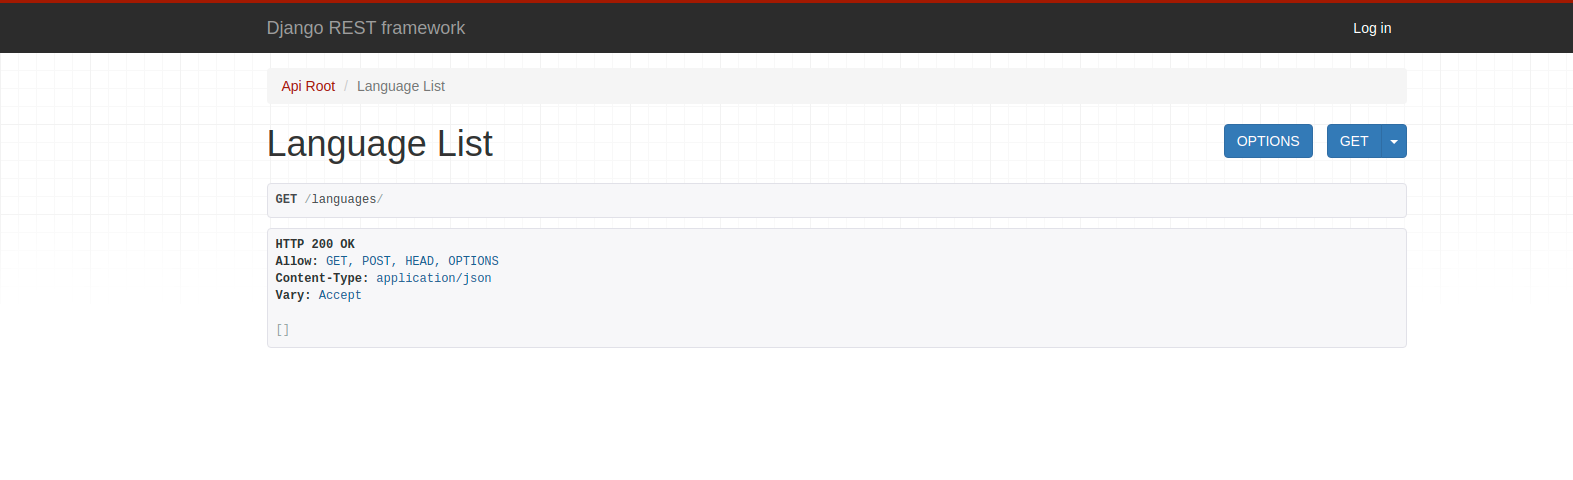 Django REST framework
Log in
Api Root / Language List
Language List
OPTIONS
GET
GET /languages/
HTTP 200 OK
Allow: GET, POST, HEAD, OPTIONS
Content-Type: application/json
Vary: Accept
[]